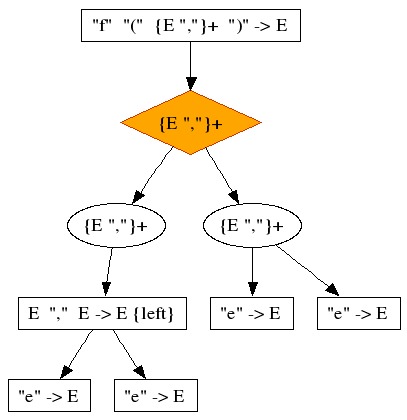 "f" "(" {E ","}+ ")" -> E
{E ","}+
{E ","}+ {E ","}+
E "," E -> E {left} "e" -> E "e" -> E
"e" -> E "e" -> E